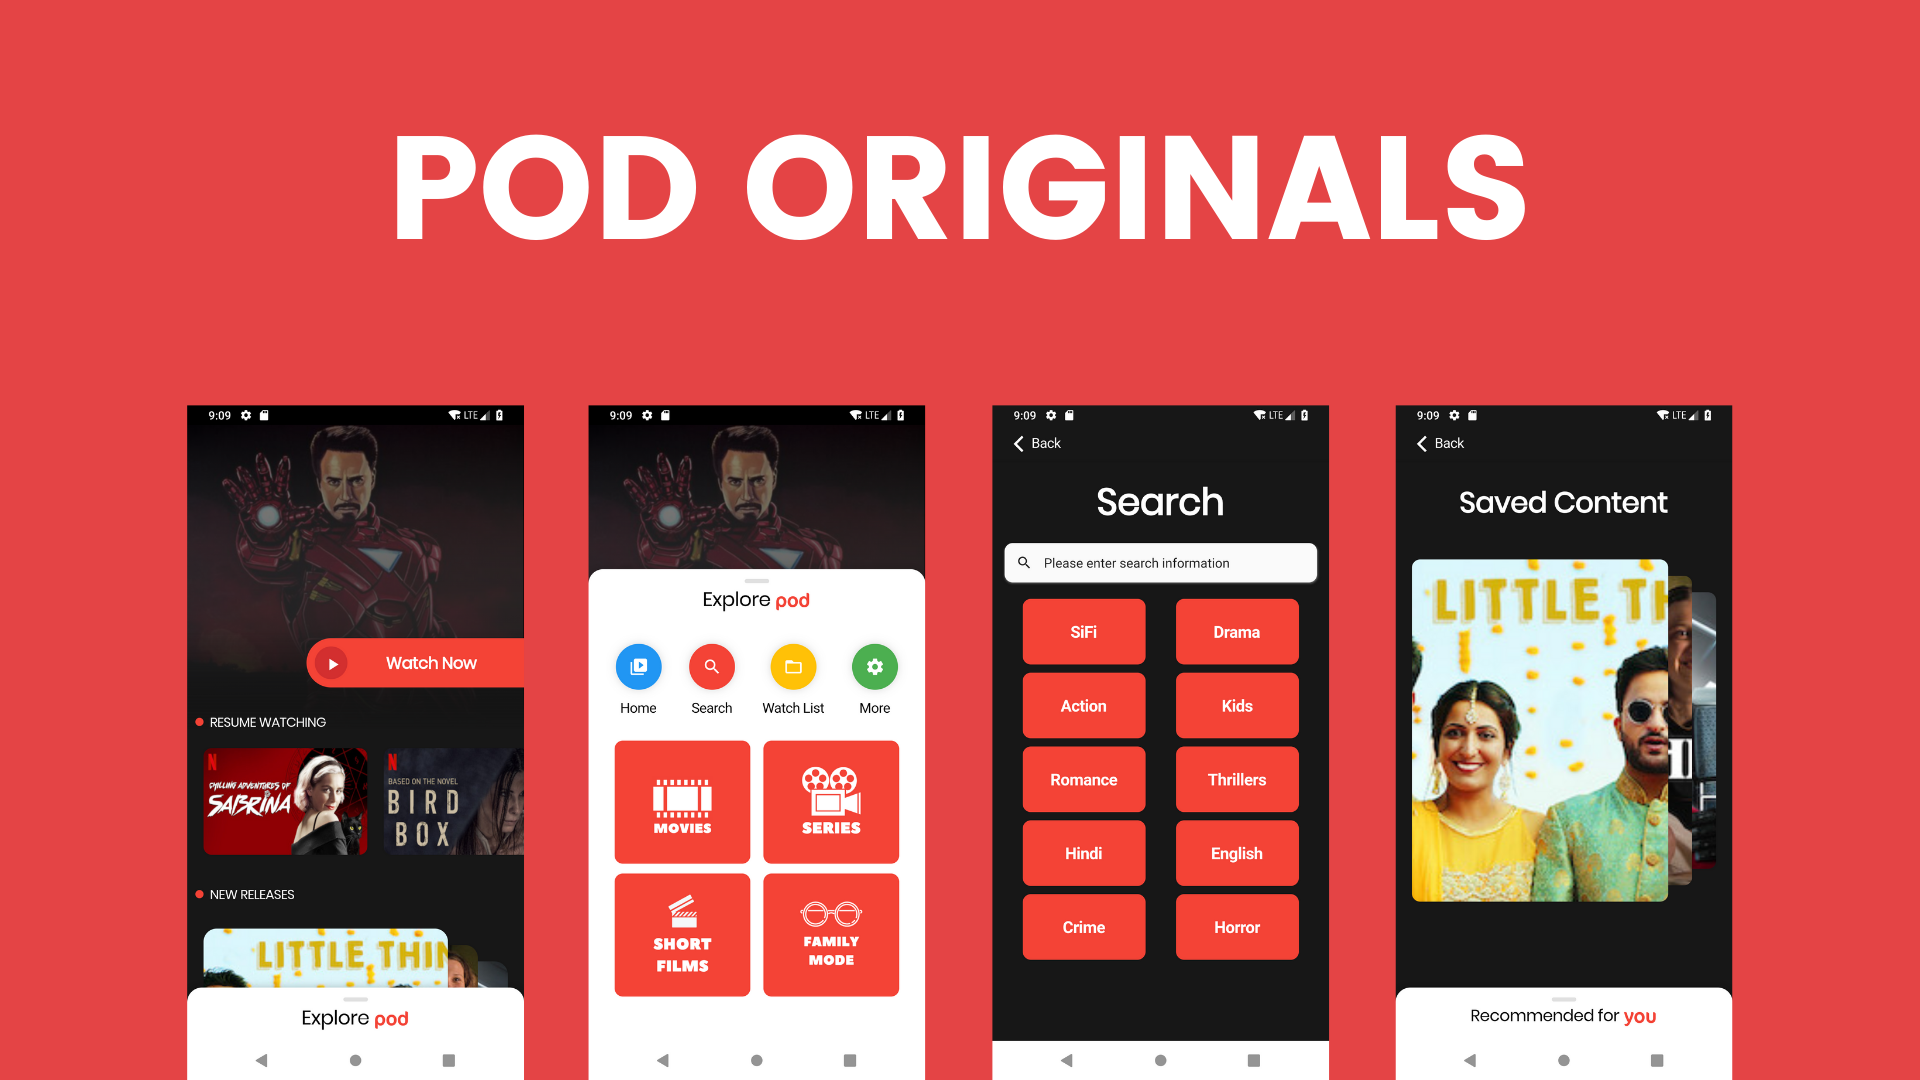 POD ORIGINALS
9:09
LTE
Watch Now
RESUME WATCHING
N
CHILLING ADVENTURES OF
SABRINA
N
BASED ON THE NOVEL
BIRD
BOX
NEW RELEASES
LITTLE THIN
Explore pod
9:09
LTE
Explore pod
Home
Search
Watch List
More
MOVIES
SERIES
SHORT
FILMS
FAMILY
MODE
9:09
LTE
Back
Search
Please enter search information
SiFi
Drama
Action
Kids
Romance
Thrillers
Hindi
English
Crime
Horror
9:09
LTE
Back
Saved Content
LITTLE TH
Recommended for you